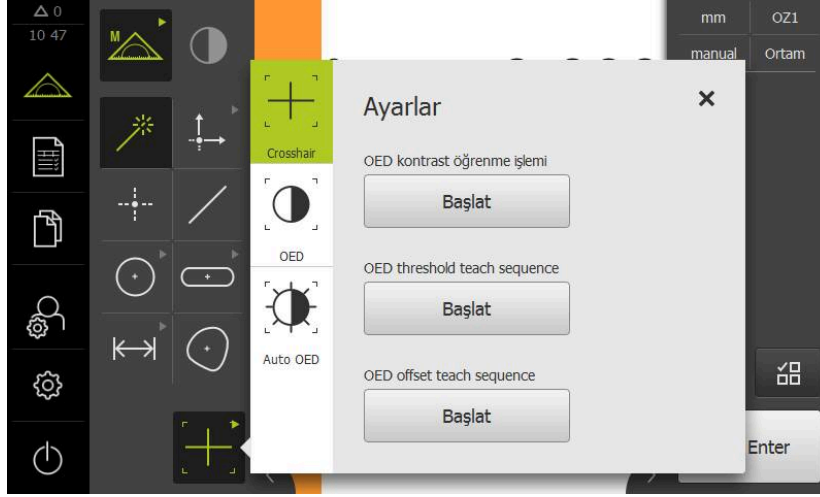 0
10 47
M
mm
OZ1
manual
Ortam
Crosshair
OED
Auto OED
Ayarlar
OED kontrast öğrenme işlemi
Başlat
OED threshold teach sequence
Başlat
OED offset teach sequence
Başlat
Enter